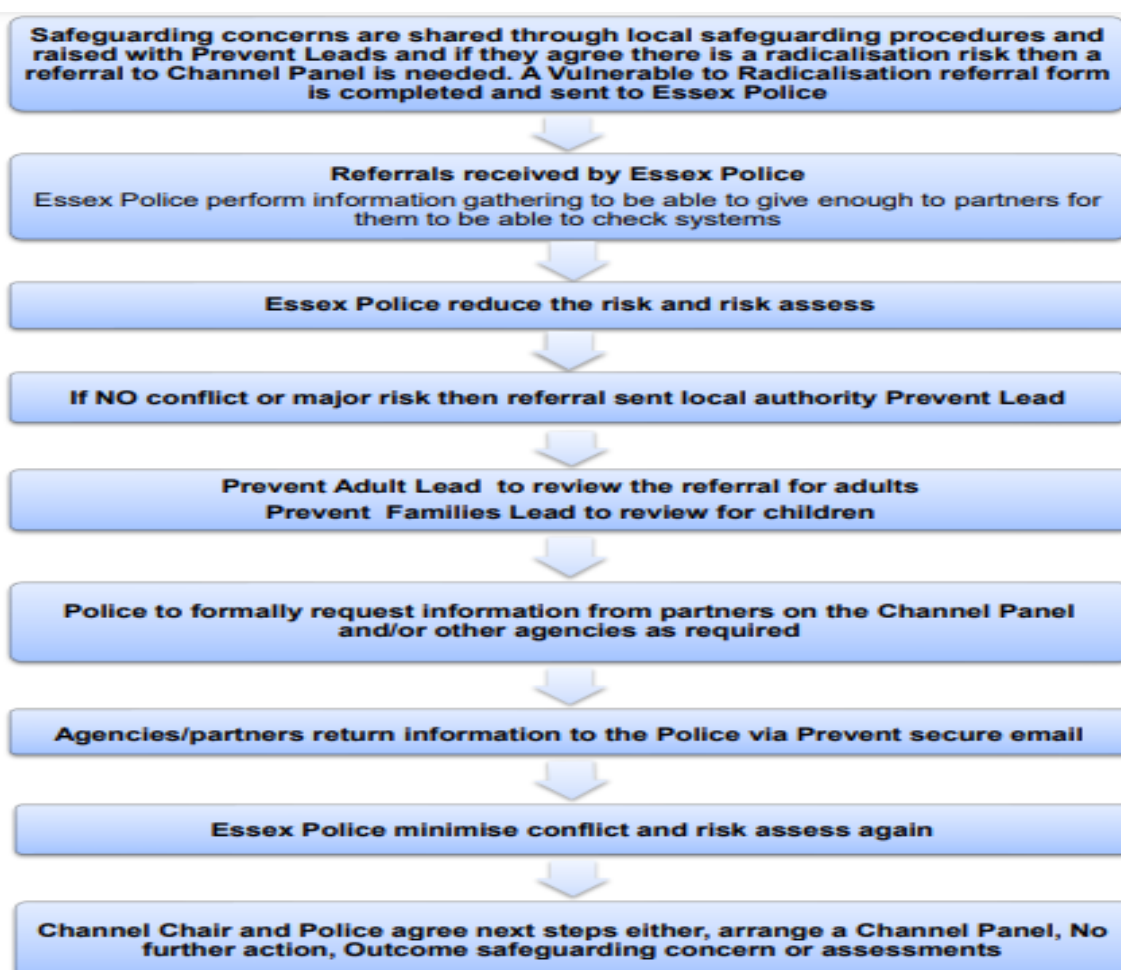 Safeguarding concerns are shared through local safeguarding procedures and
raised with Prevent Leads and if they agree there is a radicalisation risk then a
referral to Channel Panel is needed. A Vulnerable to Radicalisation referral form
is completed and sent to Essex Police
Referrals received by Essex Police
Essex Police perform information gathering to be able to give enough to partners for
them to be able to check systems
Essex Police reduce the risk and risk assess
If NO conflict or major risk then referral sent local authority Prevent Lead
Prevent Adult Lead to review the referral for adults
Prevent Families Lead to review for children
Police to formally request information from partners on the Channel Panel
and/or other agencies as required
Agencies/partners return information to the Police via Prevent secure email
Essex Police minimise conflict and risk assess again
Channel Chair and Police agree next steps either, arrange a Channel Panel, No
further action, Outcome safeguarding concern or assessments